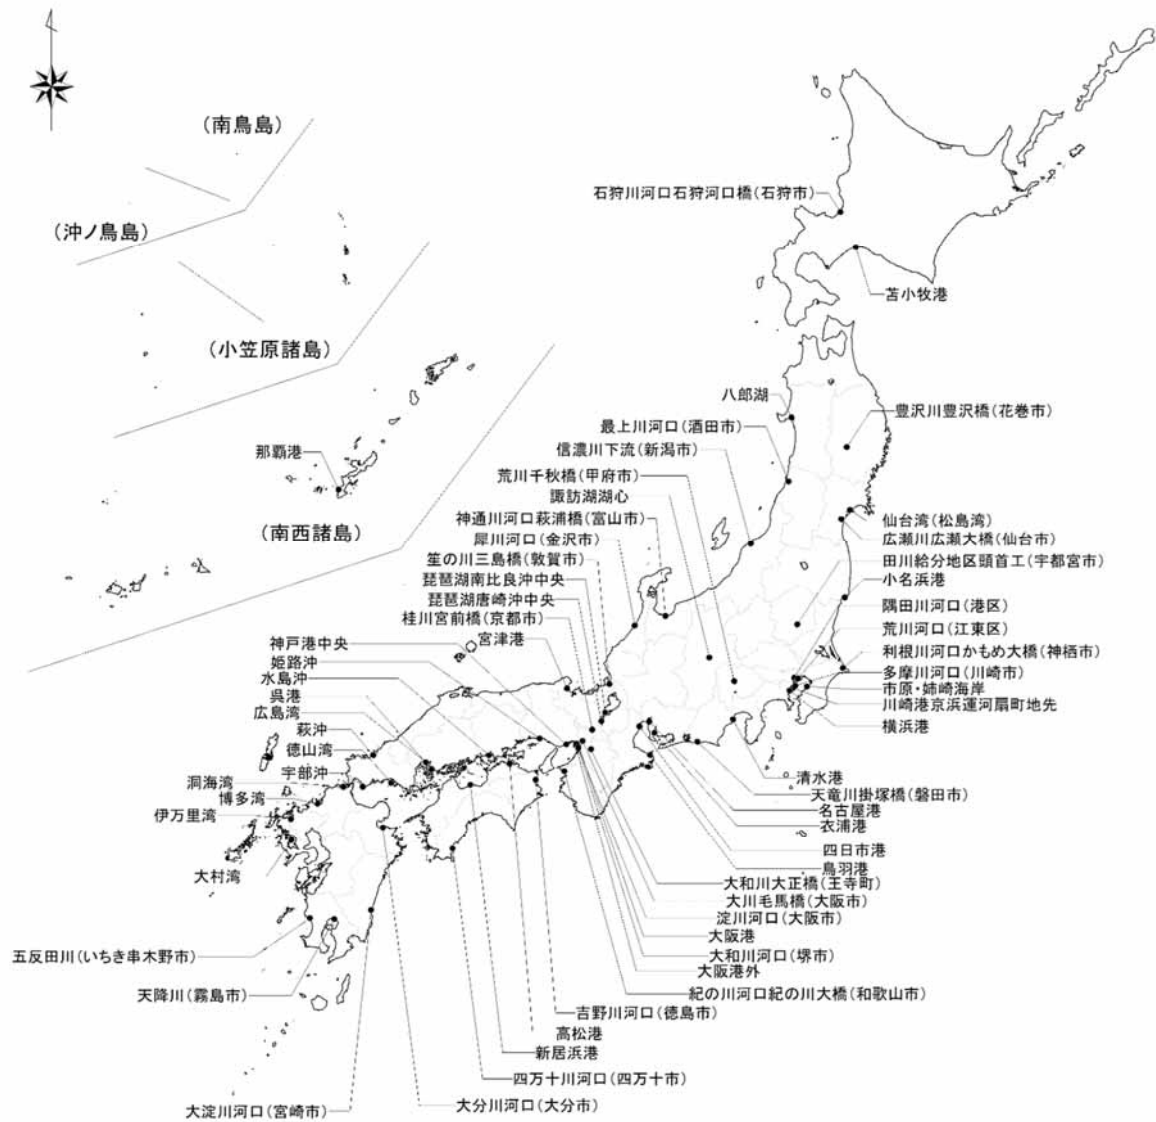 (南鳥島)
(沖ノ鳥島)
(小笠原諸島)
那覇港
(南西諸島)
石狩川河口石狩河口橋(石狩市)
苫小牧港
八郎湖
豊沢川豊沢橋(花巻市)
最上川河口(酒田市)
信濃川下流(新潟市)
荒川千秋橋(甲府市)
諏訪湖湖心
神通川河口萩浦橋(富山市)
犀川河口(金沢市)
笙の川三島橋(敦賀市)
琵琶湖南比良沖中央
琵琶湖唐崎沖中央
桂川宮前橋(京都市)
宮津港
神戸港中央
姫路沖
水島沖
呉港
広島湾
萩沖
徳山湾
宇部沖
洞海湾
博多湾
伊万里湾
大村湾
五反田川(いちき串木野市)
天降川(霧島市)
大淀川河口(宮崎市)
仙台湾(松島湾)
広瀬川広瀬大橋(仙台市)
田川給分地区頭首工(宇都宮市)
小名浜港
隅田川河口(港区)
荒川河口(江東区)
利根川河口かもめ大橋(神栖市)
多摩川河口(川崎市)
市原・姉崎海岸
川崎港京浜運河扇町地先
横浜港
清水港
天竜川掛塚橋(磐田市)
名古屋港
衣浦港
四日市港
鳥羽港
大和川大正橋(王寺町)
大川毛馬橋(大阪市)
淀川河口(大阪市)
大阪港
大和川河口(堺市)
大阪港外
紀の川河口紀の川大橋(和歌山市)
吉野川河口(徳島市)
高松港
新居浜港
四万十川河口(四万十市)
大分川河口(大分市)